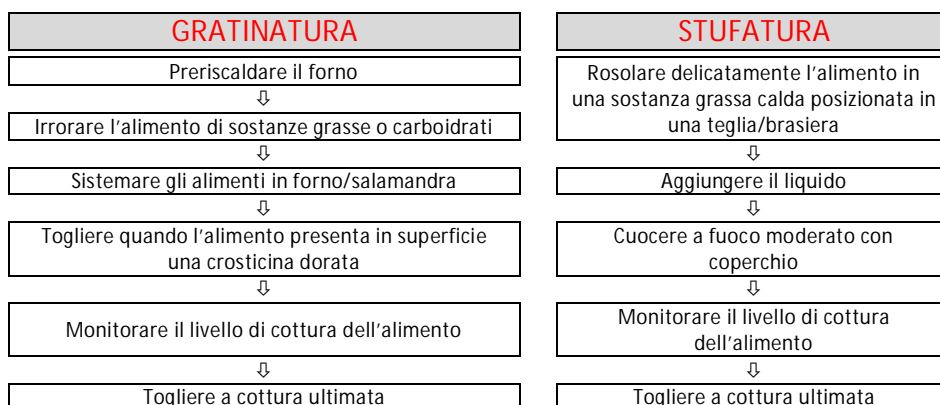 GRATINATURA
Preriscaldare il forno
⇩
Irrorare l'alimento di sostanze grasse o carboidrati
⇩
Sistemare gli alimenti in forno/salamandra
⇩
Togliere quando l'alimento presenta in superficie
una crosticina dorata
⇩
Monitorare il livello di cottura dell'alimento
⇩
Togliere a cottura ultimata
STUFATURA
Rosolare delicatamente l'alimento in
una sostanza grassa calda posizionata in
una teglia/brasiera
⇩
Aggiungere il liquido
⇩
Cuocere a fuoco moderato con
coperchio
⇩
Monitorare il livello di cottura
dell'alimento
⇩
Togliere a cottura ultimata